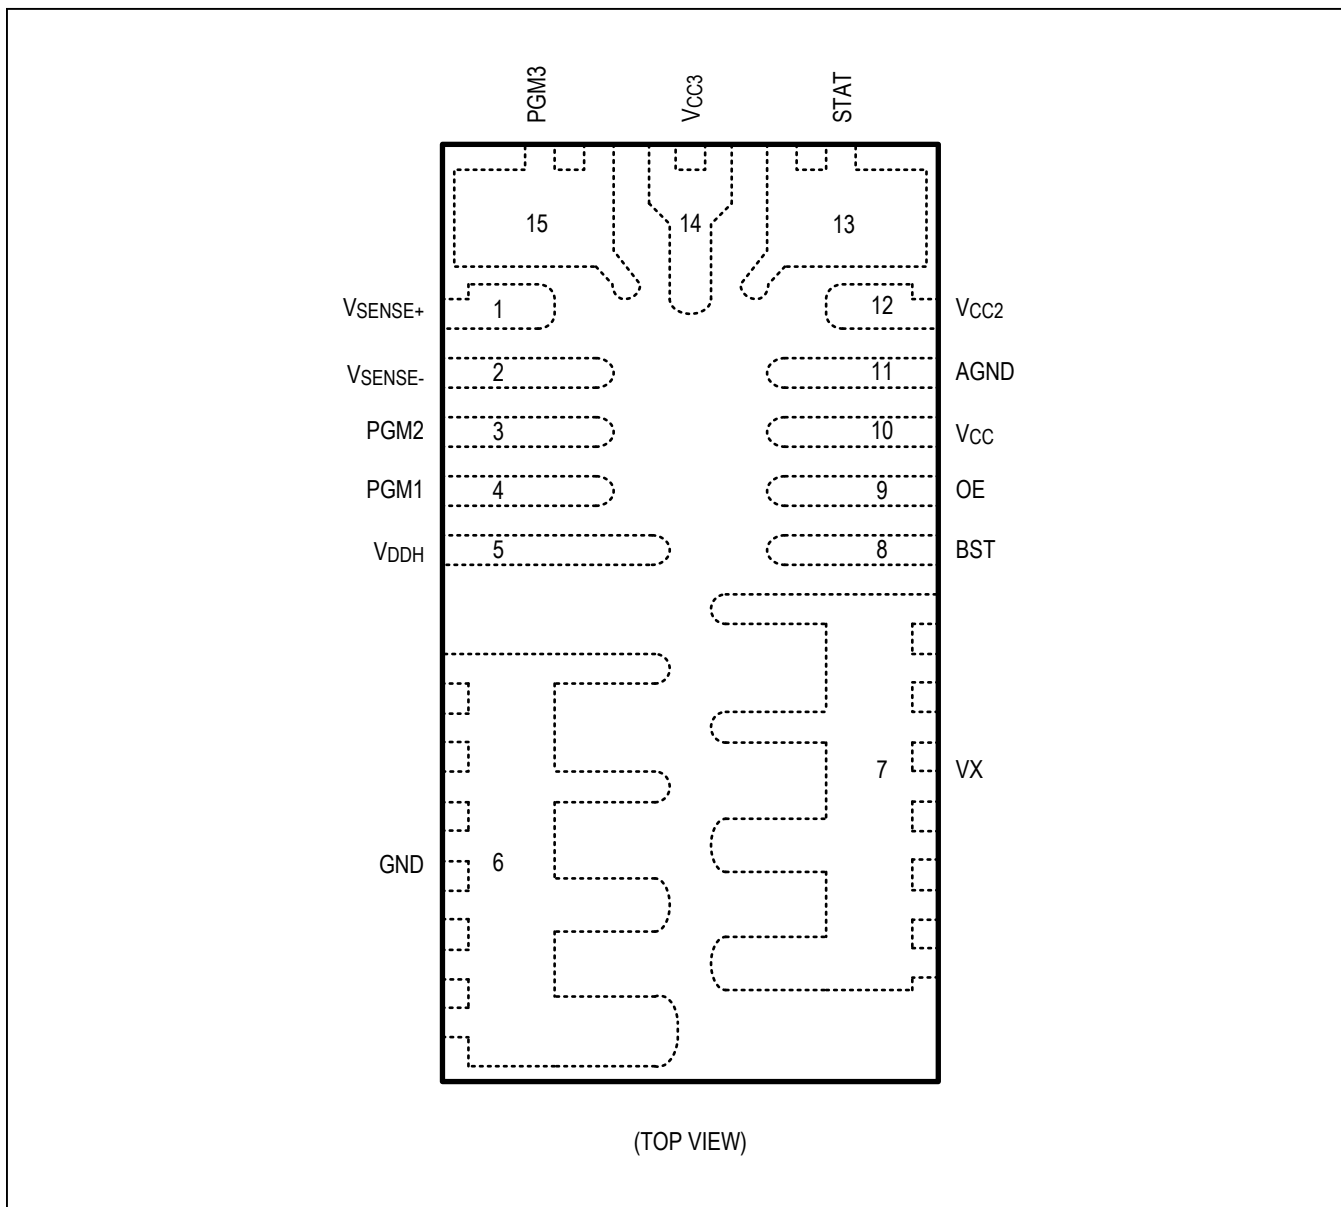 PGM3 VCC3 STAT
15 14 13
VSENSE+ 1 12 VCC2
VSENSE- 2 11 AGND
PGM2 3 10 VCC
PGM1 4 9 OE
VDDH 5 8 BST
7 VX
GND 6
(TOP VIEW)